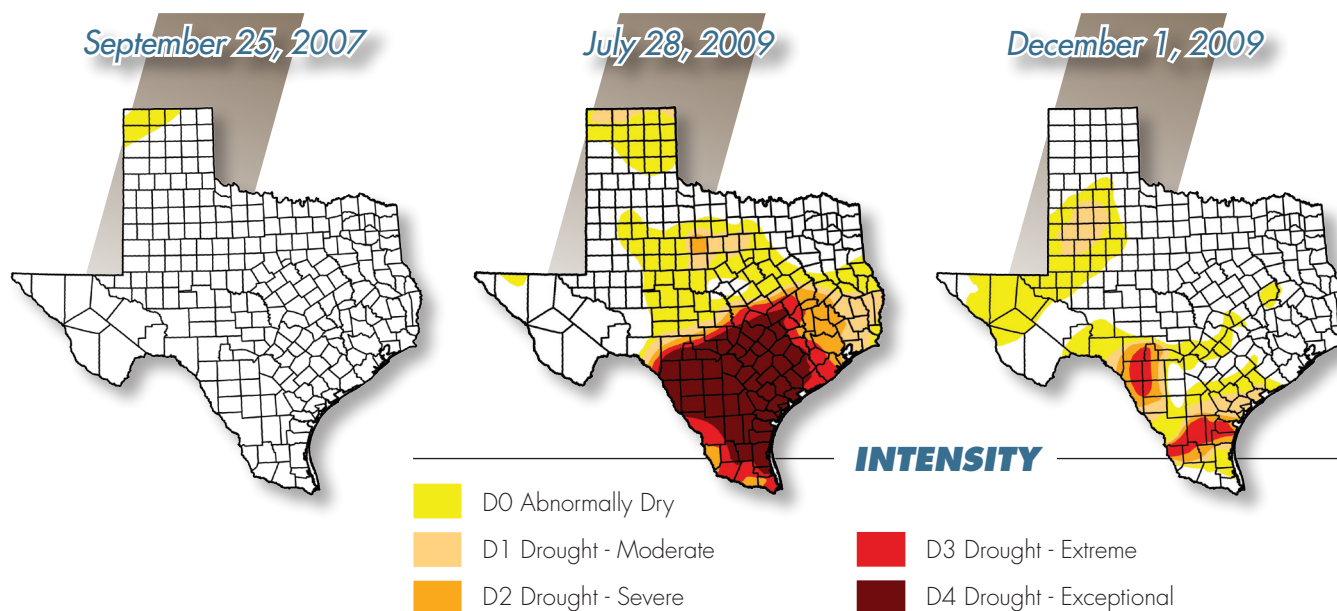 September 25, 2007
July 28, 2009
December 1, 2009
INTENSITY
D0 Abnormally Dry
D1 Drought - Moderate
D2 Drought - Severe
D3 Drought - Extreme
D4 Drought - Exceptional